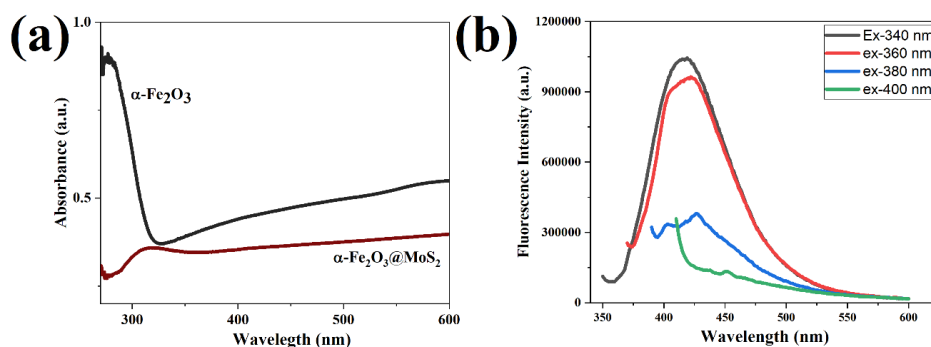 (a)
1.0
0.5
Absorbance (a.u.)
α-Fe2O3
α-Fe2O3@MoS2
300 400 500 600
Wavelegth (nm)
(b)
1200000
900000
600000
300000
0
Fluorescence Intensity (a.u.)
Ex-340 nm
ex-360 nm
ex-380 nm
ex-400 nm
350 400 450 500 550 600
Wavelength (nm)